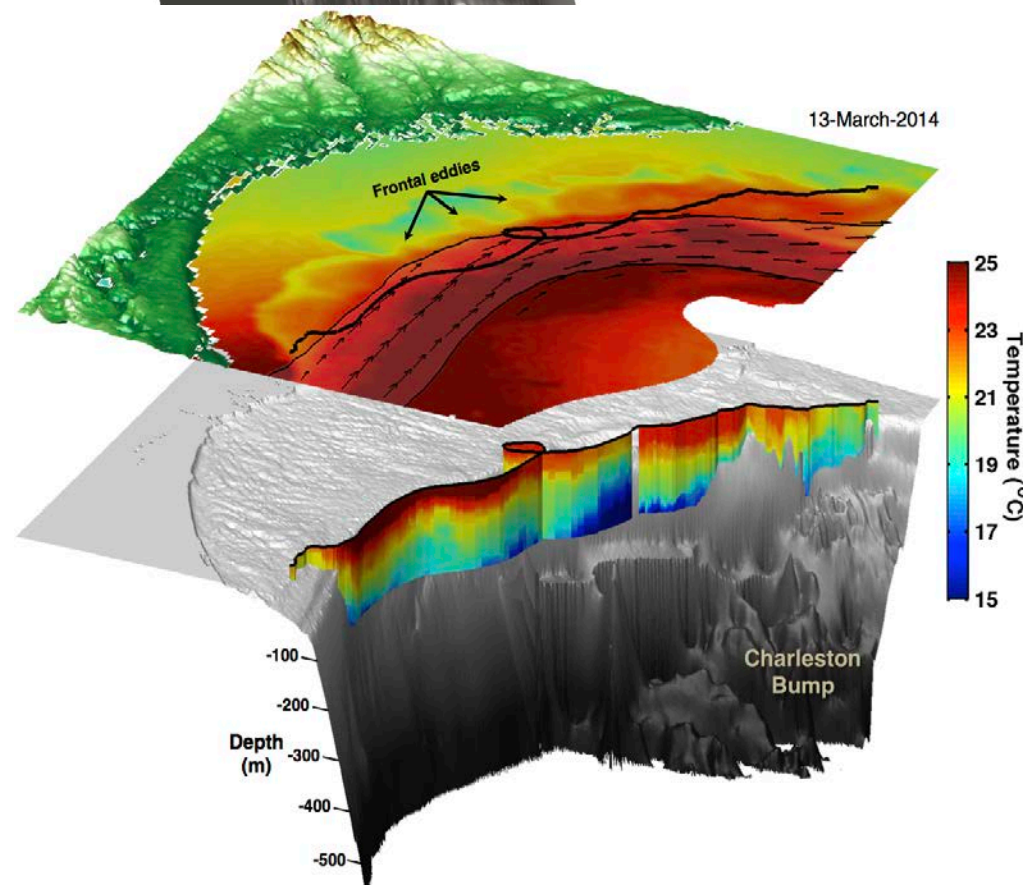 13-March-2014
Frontal eddies
25
23
21
19
17
15
Temperature (°C)
Charleston
Bump
-100
-200
-300
-400
-500
Depth
(m)